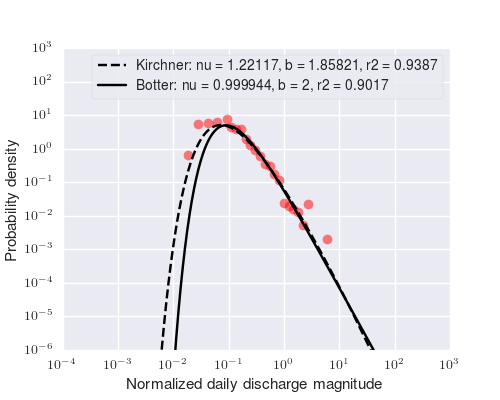 Kirchner: nu = 1.22117, b = 1.85821, r2 = 0.9387
Botter: nu = 0.999944, b = 2, r2 = 0.9017
10³
10²
10¹
10⁰
10⁻¹
10⁻²
10⁻³
10⁻⁴
10⁻⁵
10⁻⁶
Probability density
10⁻⁴ 10⁻³ 10⁻² 10⁻¹ 10⁰ 10¹ 10² 10³
Normalized daily discharge magnitude